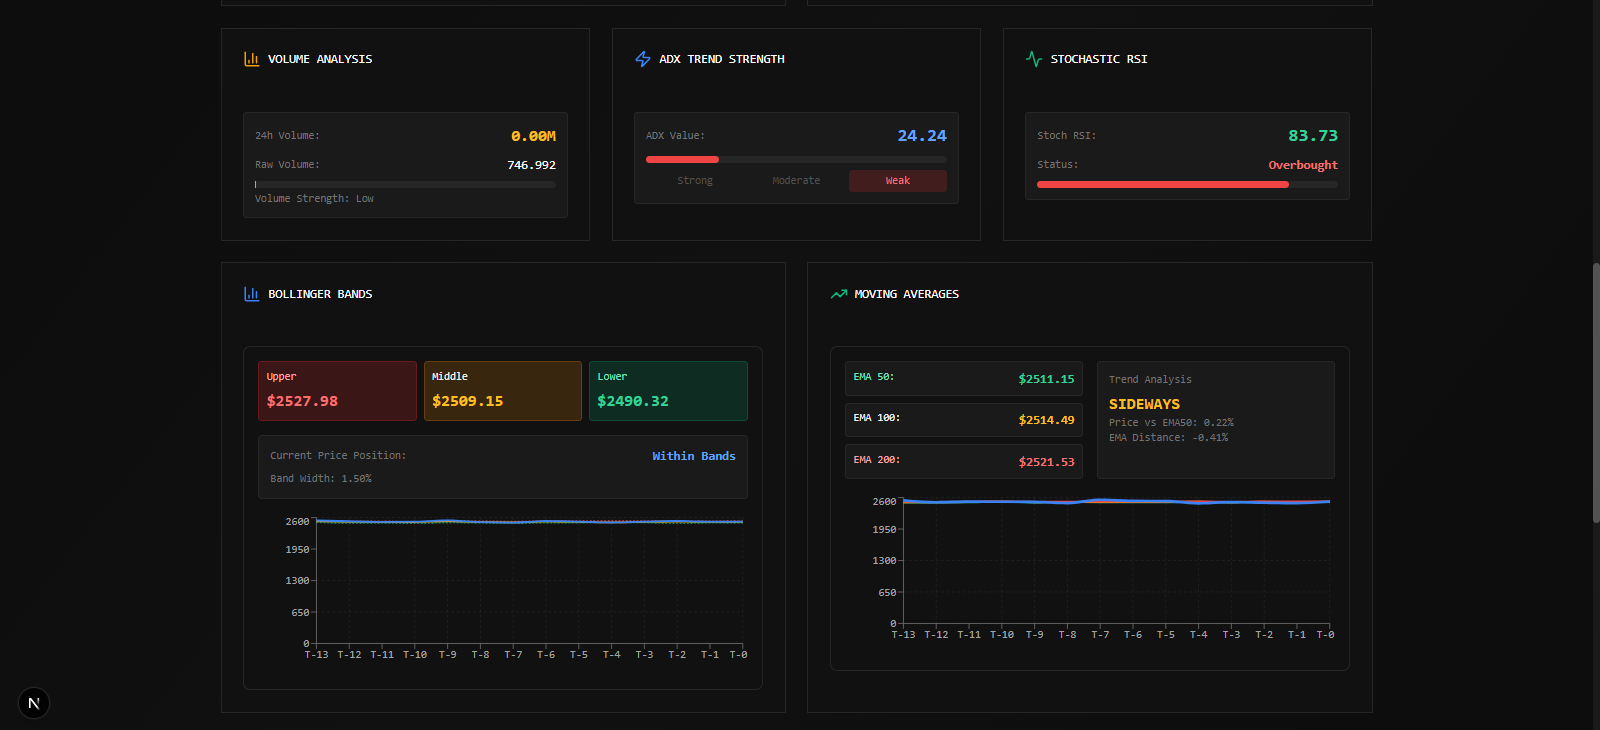 VOLUME ANALYSIS
24h Volume: 0.00M
Raw Volume: 746.992
Volume Strength: Low
ADX TREND STRENGTH
ADX Value: 24.24
Strong Moderate Weak
STOCHASTIC RSI
Stoch RSI: 83.73
Status: Overbought
BOLLINGER BANDS
Upper Middle Lower
$2527.98 $2509.15 $2490.32
Current Price Position: Within Bands
Band Width: 1.50%
2600
1950
1300
650
0
T-13 T-12 T-11 T-10 T-9 T-8 T-7 T-6 T-5 T-4 T-3 T-2 T-1 T-0
MOVING AVERAGES
EMA 50: $2511.15
EMA 100: $2514.49
EMA 200: $2521.53
Trend Analysis
SIDEWAYS
Price vs EMA50: 0.22%
EMA Distance: -0.41%
2600
1950
1300
650
0
T-13 T-12 T-11 T-10 T-9 T-8 T-7 T-6 T-5 T-4 T-3 T-2 T-1 T-0
N